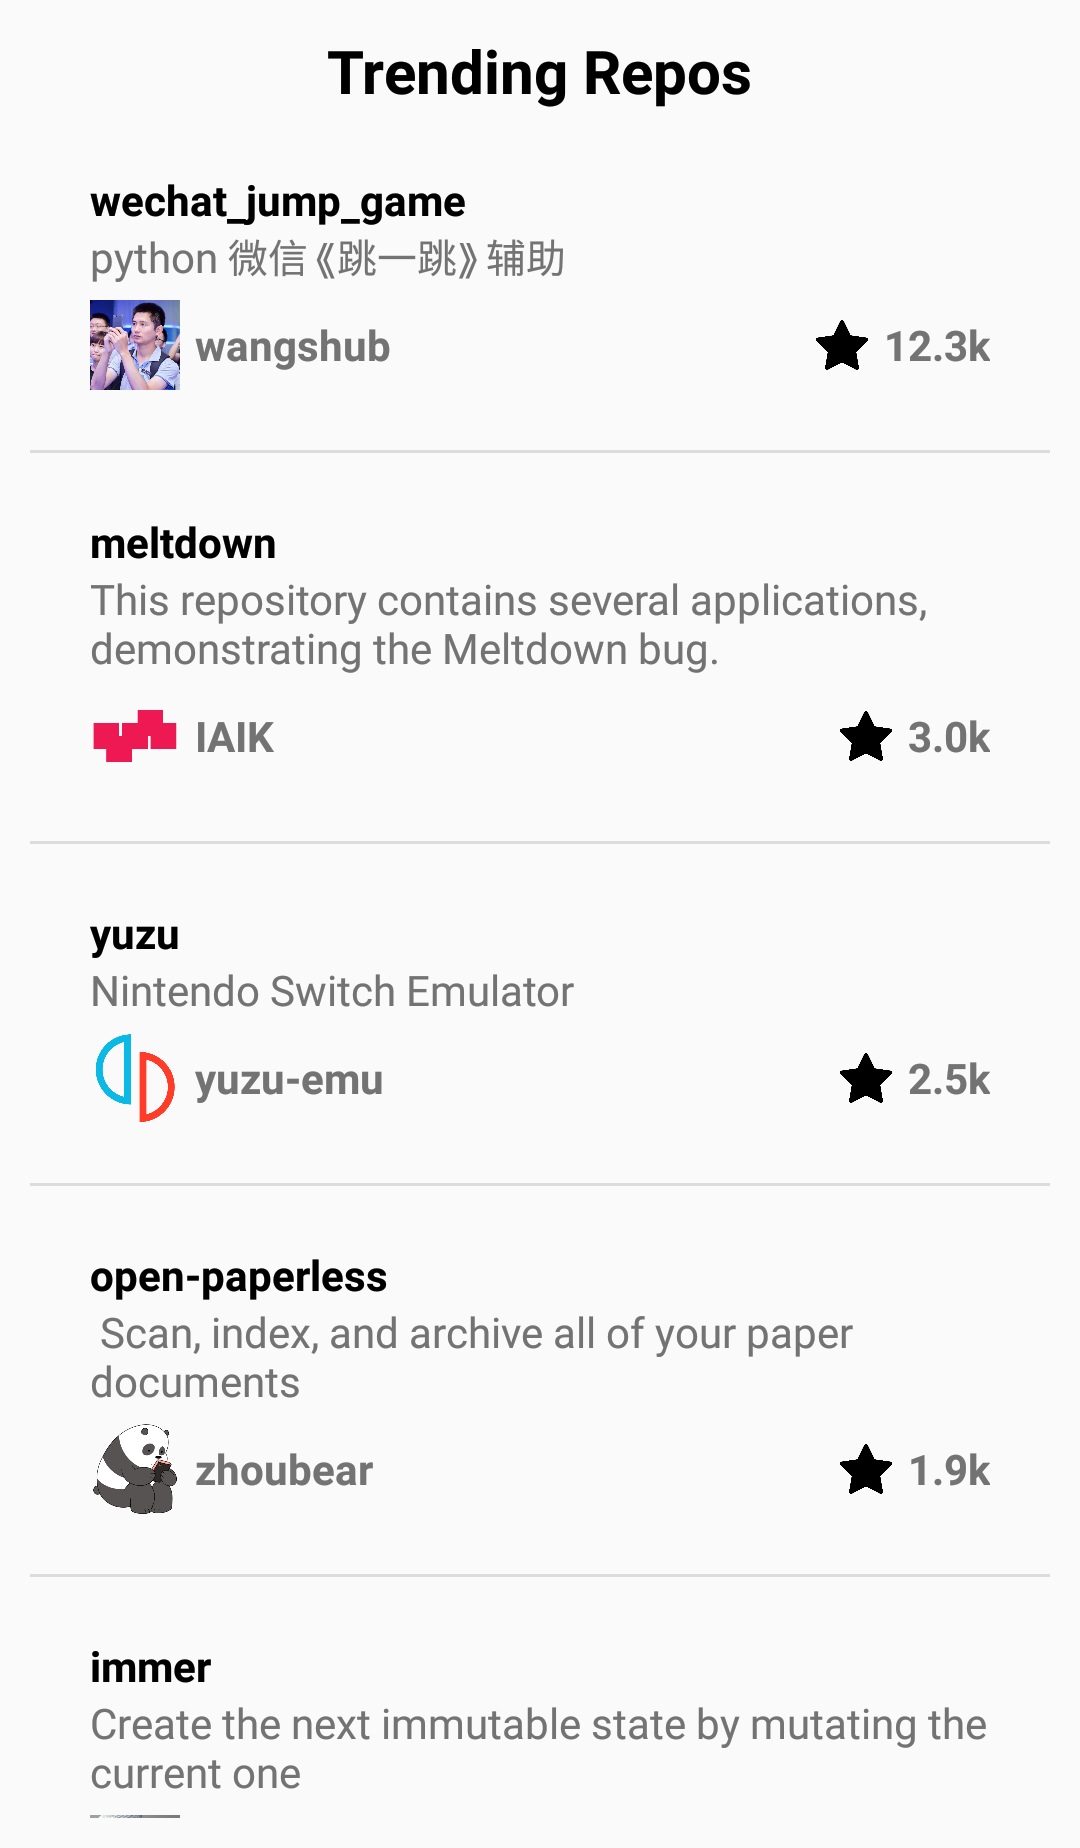 Trending Repos
wechat_jump_game
python 微信《跳一跳》辅助
wangshub 12.3k
meltdown
This repository contains several applications,
demonstrating the Meltdown bug.
IAIK 3.0k
yuzu
Nintendo Switch Emulator
yuzu-emu 2.5k
open-paperless
Scan, index, and archive all of your paper
documents
zhoubear 1.9k
immer
Create the next immutable state by mutating the
current one